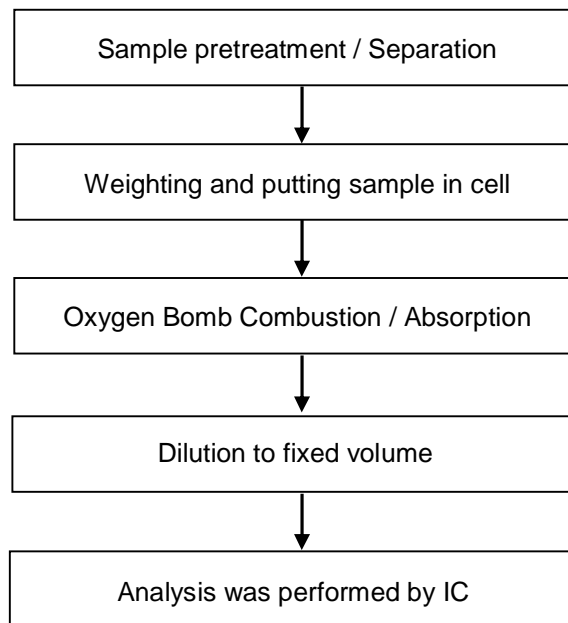 Sample pretreatment / Separation
Weighting and putting sample in cell
Oxygen Bomb Combustion / Absorption
Dilution to fixed volume
Analysis was performed by IC